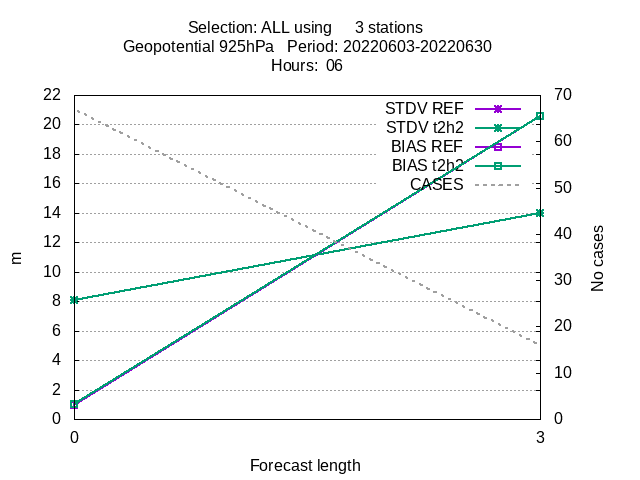 Selection: ALL using 3 stations
Geopotential 925hPa Period: 20220603-20220630
Hours: 06
STDV REF
STDV t2h2
BIAS REF
BIAS t2h2
CASES
22
20
18
16
14
12
10
8
6
4
2
0
m
70
60
50
40
30
20
10
0
No cases
0 3
Forecast length